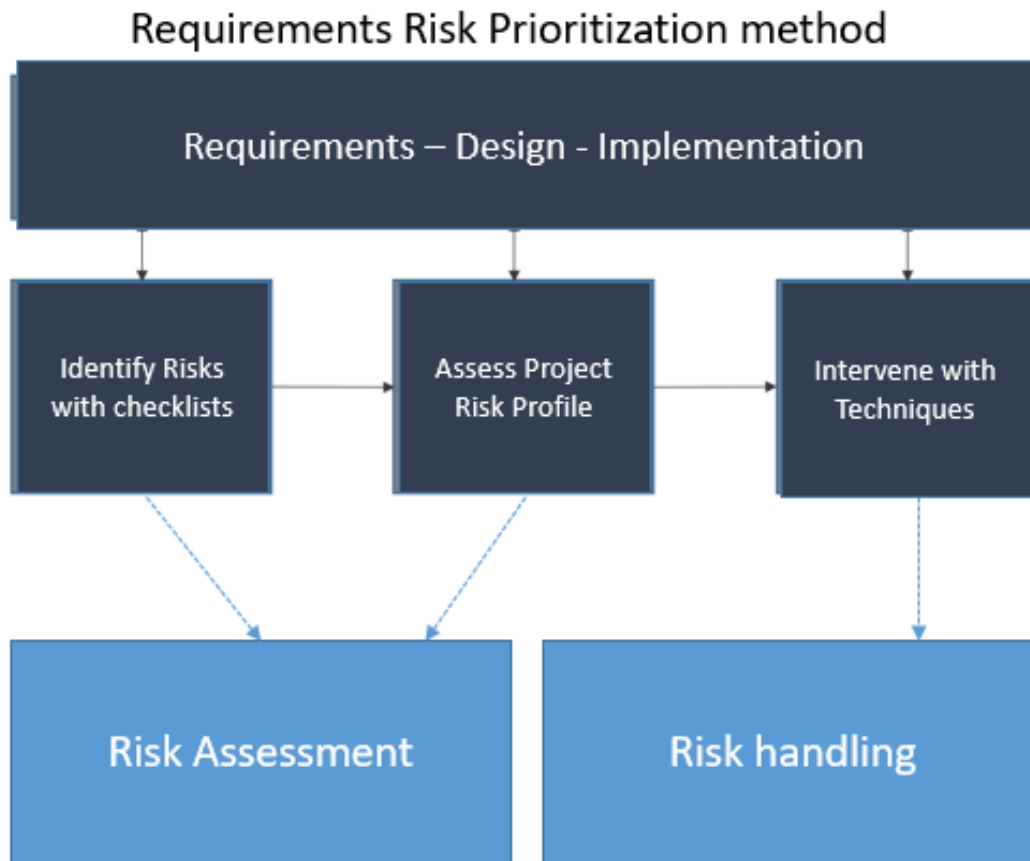 Requirements Risk Prioritization method
Requirements – Design - Implementation
Identify Risks
with checklists
Assess Project
Risk Profile
Intervene with
Techniques
Risk Assessment
Risk handling